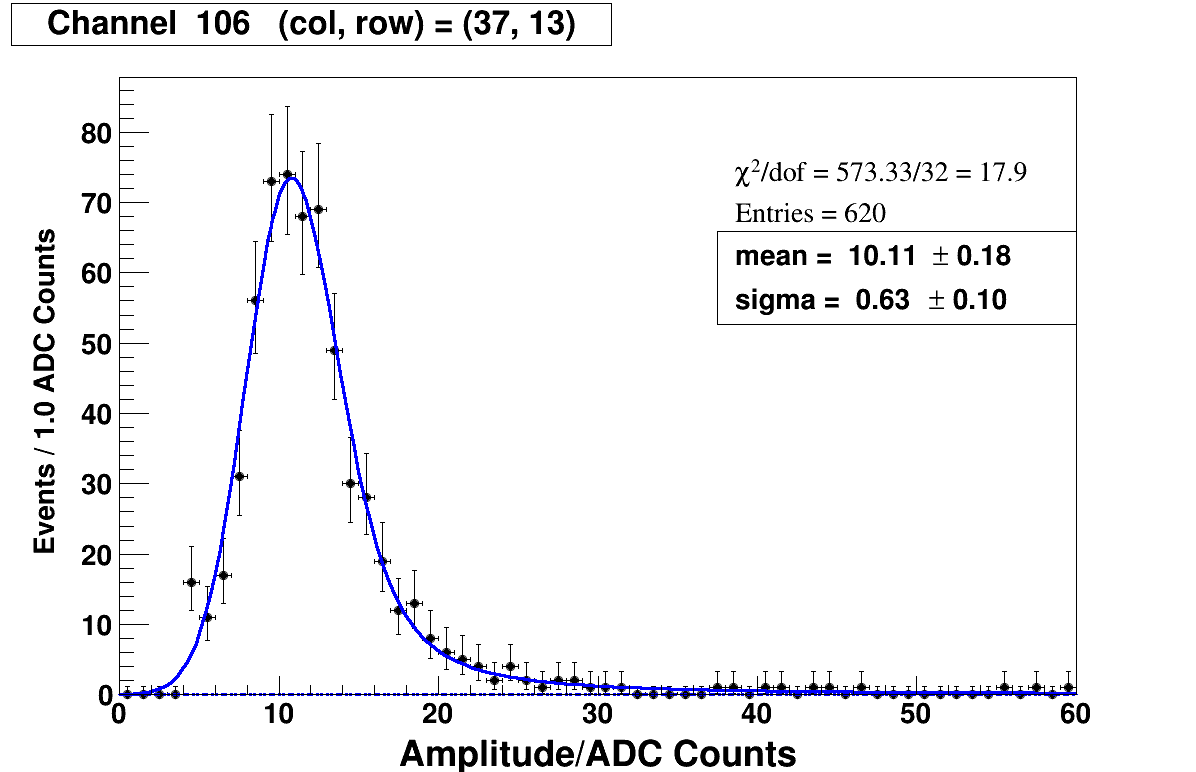 Channel 106 (col, row) = (37, 13)
χ²/dof = 573.33/32 = 17.9
Entries = 620
mean = 10.11 ± 0.18
sigma = 0.63 ± 0.10
Events / 1.0 ADC Counts
80
70
60
50
40
30
20
10
0
0 10 20 30 40 50 60
Amplitude/ADC Counts